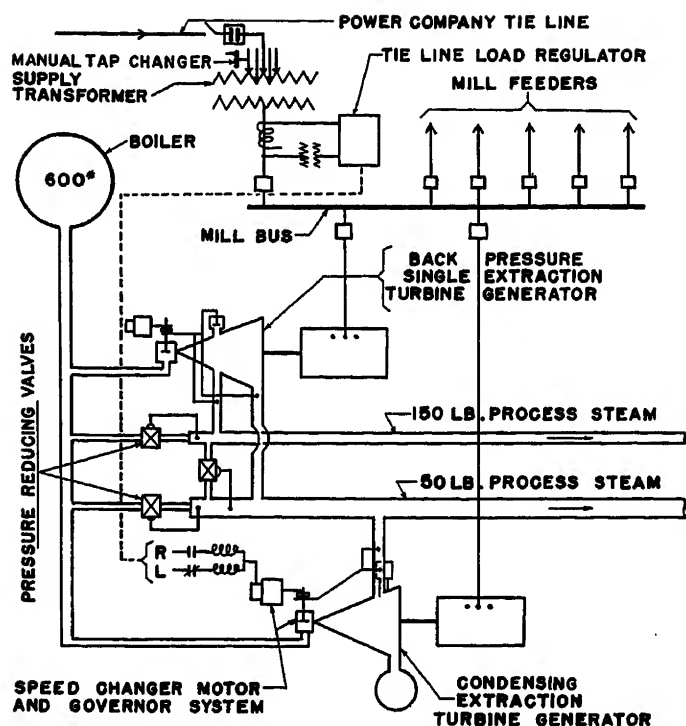 POWER COMPANY TIE LINE
MANUAL TAP CHANGER
SUPPLY
TRANSFORMER
TIE LINE LOAD REGULATOR
MILL FEEDERS
BOILER
600#
MILL BUS
BACK PRESSURE
SINGLE EXTRACTION
TURBINE GENERATOR
PRESSURE REDUCING VALVES
150 LB. PROCESS STEAM
50 LB. PROCESS STEAM
R
L
SPEED CHANGER MOTOR
AND GOVERNOR SYSTEM
CONDENSING
EXTRACTION
TURBINE GENERATOR